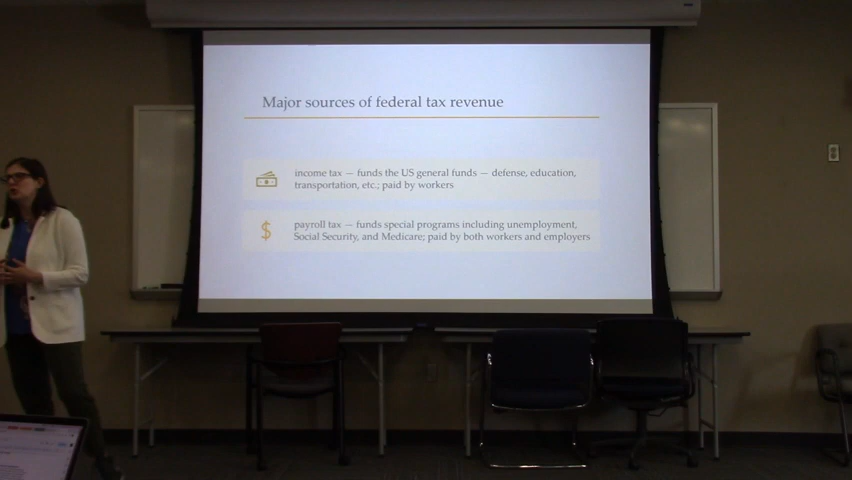 Major sources of federal tax revenue
income tax — funds the US general funds — defense, education,
transportation, etc.; paid by workers
payroll tax — funds special programs including unemployment,
Social Security, and Medicare; paid by both workers and employers